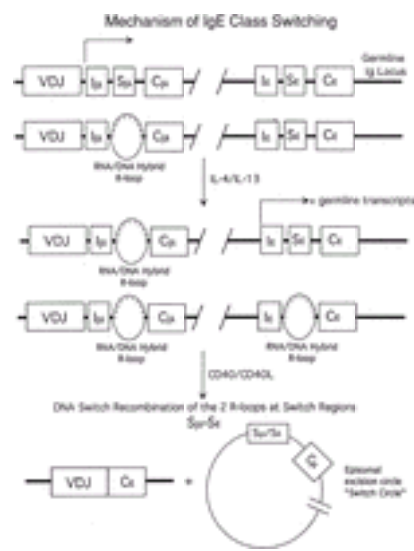 Mechanism of IgE Class Switching
Germline
Ig Locus
VDJ Iμ Sμ Cμ Iε Sε Cε
VDJ Iμ Cμ Iε Sε Cε
RNA/DNA Hybrid
R-loop
IL-4/IL-13
= germline transcripts
VDJ Iμ Cμ Iε Sε Cε
RNA/DNA Hybrid
R-loop
VDJ Iμ Cμ Iε Cε
RNA/DNA Hybrid RNA/DNA Hybrid
R-loop R-loop
CD40/CD40L
DNA Switch Recombination of the 2 R-loops at Switch Regions
Sμ-Sε
Sμ/Sε
Cμ
VDJ Cε +
Episomal
excision circle
"Switch Circle"